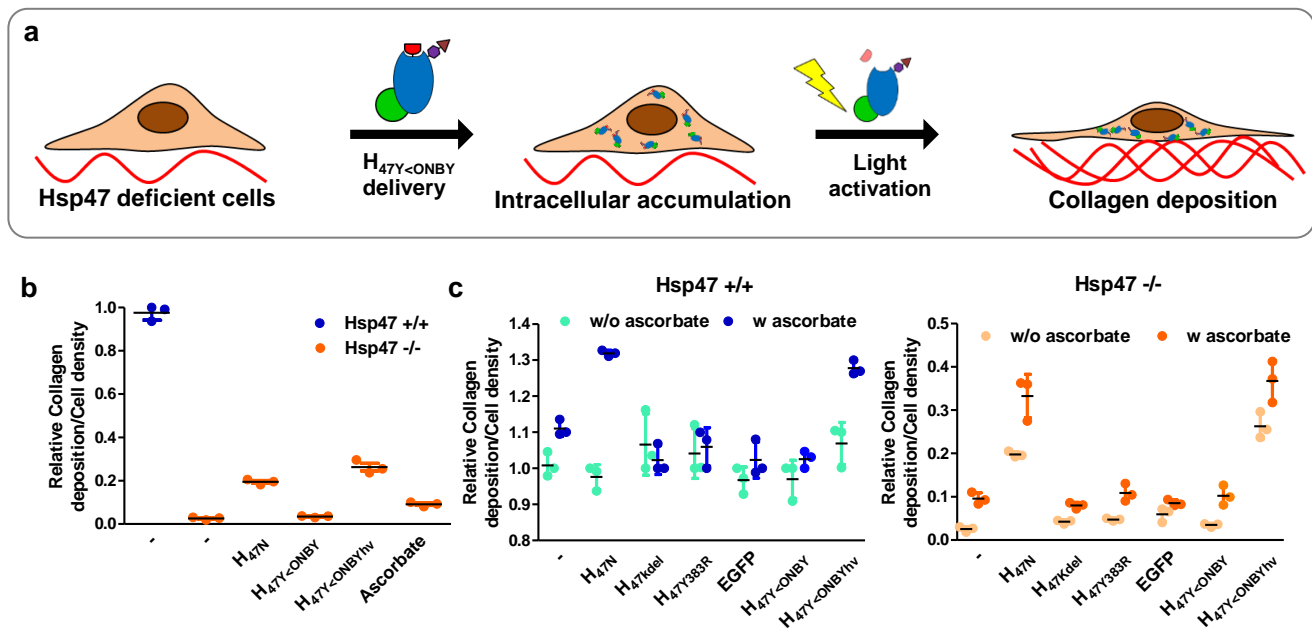 a
H47Y<ONBY
delivery
Light
activation
Hsp47 deficient cells
Intracellular accumulation
Collagen deposition
b
Relative Collagen
deposition/Cell density
1.0
0.8
0.6
0.4
0.2
0.0
Hsp47 +/+
Hsp47 -/-
-
-
H47N
H47Y<ONBY
H47Y<ONBYhv
Ascorbate
c
Hsp47 +/+
w/o ascorbate
w ascorbate
Relative Collagen
deposition/Cell density
1.4
1.3
1.2
1.1
1.0
0.9
0.8
-
H47N
H47kdel
H47Y383R
EGFP
H47Y<ONBY
H47Y<ONBYhv
Hsp47 -/-
w/o ascorbate
w ascorbate
Relative Collagen
deposition/Cell density
0.5
0.4
0.3
0.2
0.1
0.0
-
H47N
H47Kdel
H47Y383R
EGFP
H47Y<ONBY
H47Y<ONBYhv